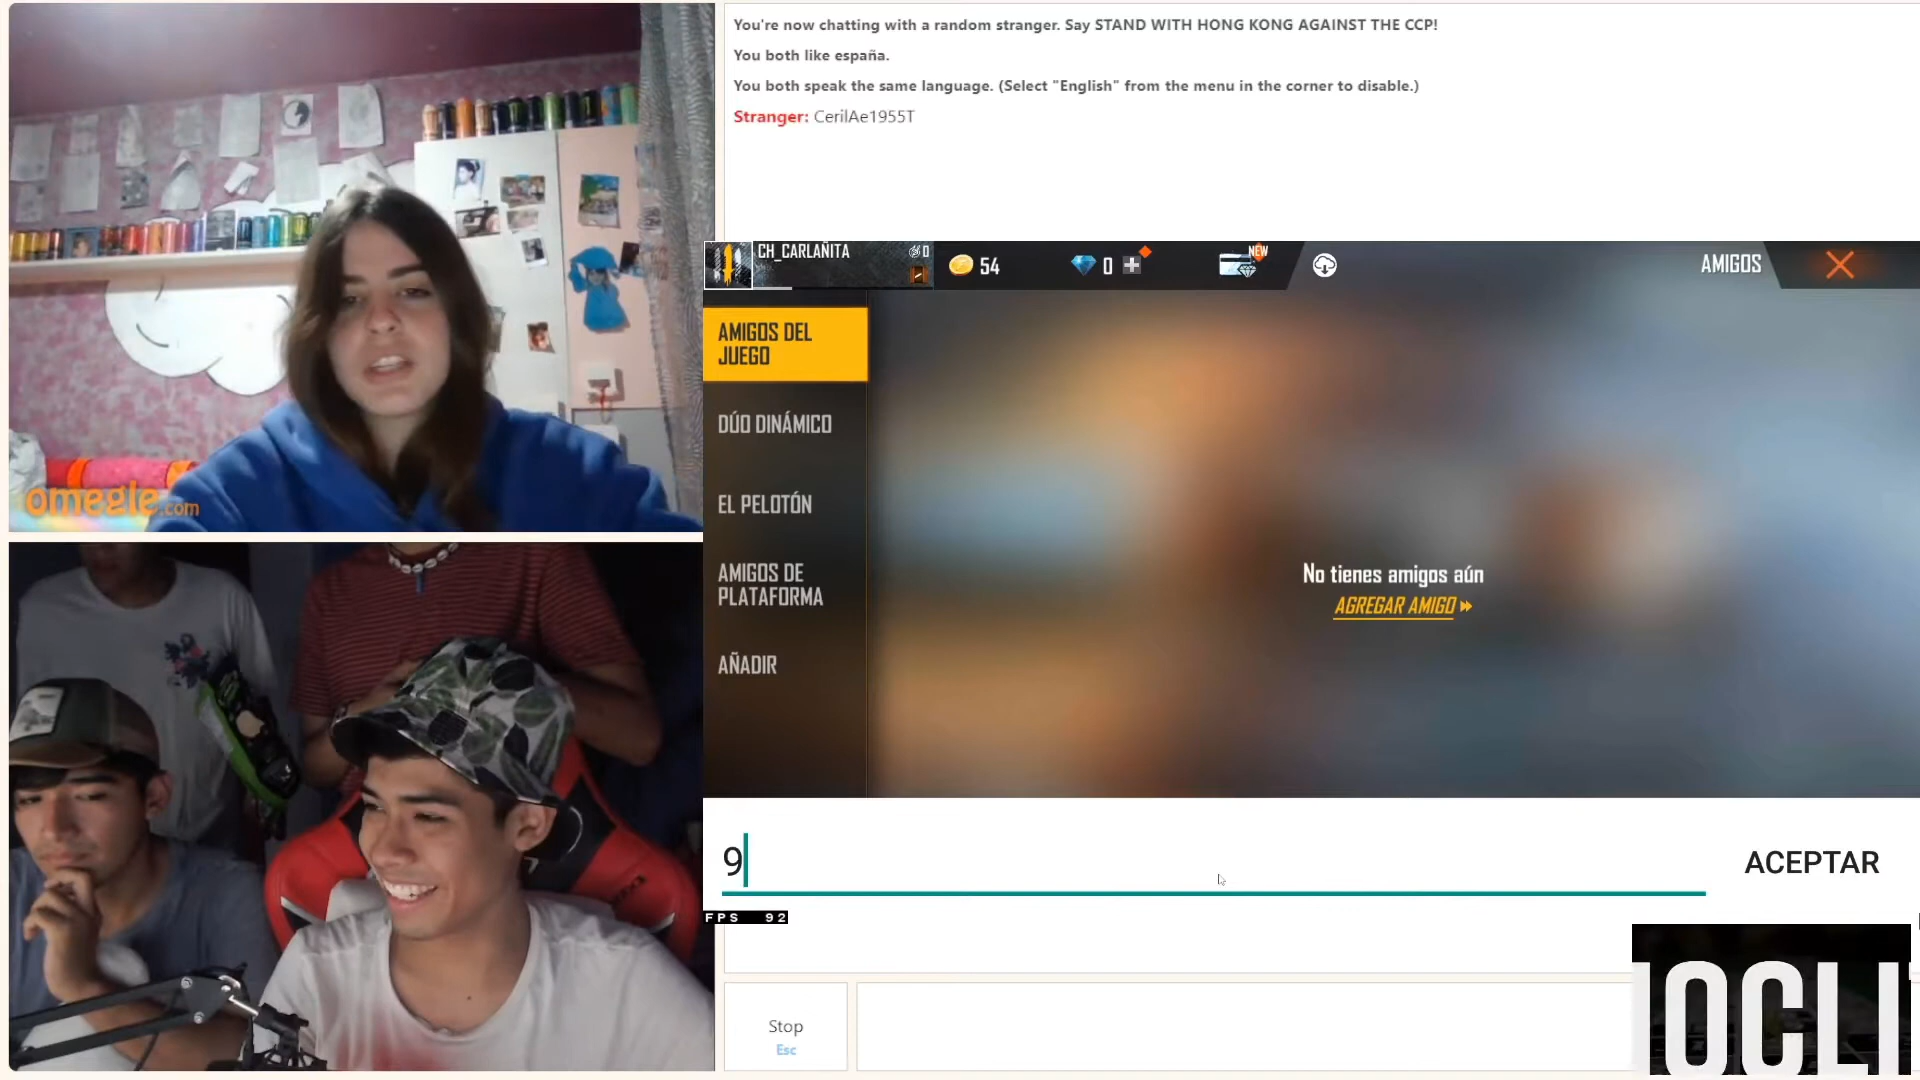 You're now chatting with a random stranger. Say STAND WITH HONG KONG AGAINST THE CCP!
You both like españa.
You both speak the same language. (Select "English" from the menu in the corner to disable.)
Stranger: CerilAe1955T
omegle.com
CH_CARLAÑITA
0
54
0
NEW
AMIGOS
AMIGOS DEL
JUEGO
DÚO DINÁMICO
EL PELOTÓN
AMIGOS DE
PLATAFORMA
AÑADIR
No tienes amigos aún
AGREGAR AMIGO
9
ACEPTAR
FPS 92
Stop
Esc
OCLI